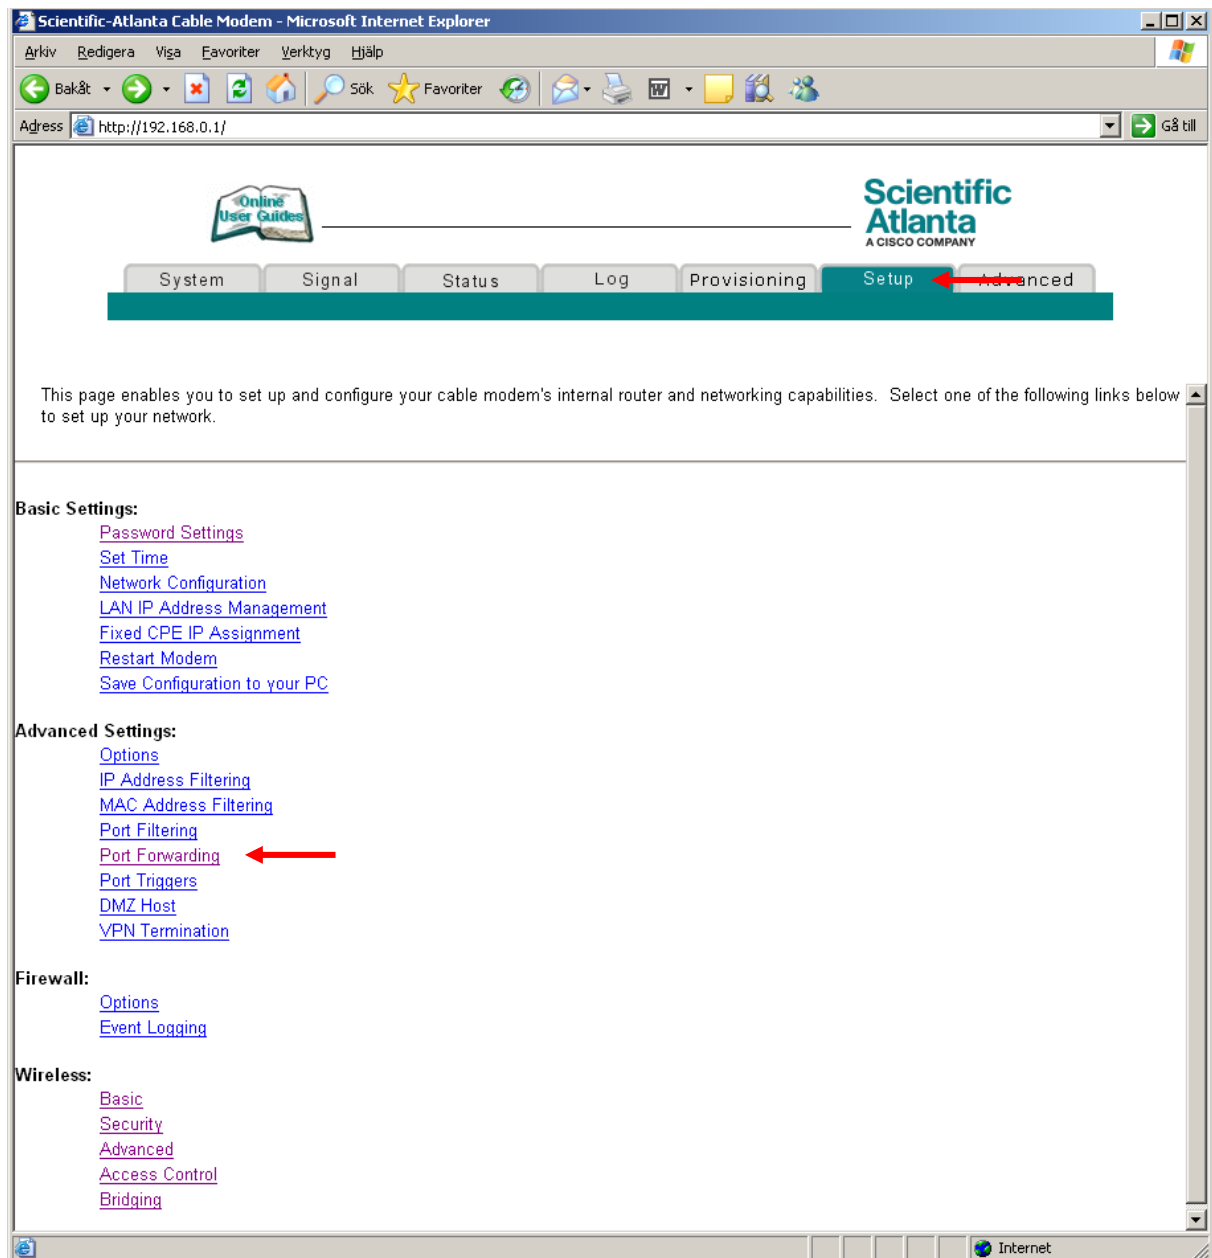 Scientific-Atlanta Cable Modem - Microsoft Internet Explorer
Arkiv Redigera Visa Favoriter Verktyg Hjälp
Bakåt Sök Favoriter
Adress http://192.168.0.1/ Gå till
Online
User Guides
Scientific
Atlanta
A CISCO COMPANY
System Signal Status Log Provisioning Setup Advanced
This page enables you to set up and configure your cable modem's internal router and networking capabilities. Select one of the following links below
to set up your network.
Basic Settings:
Password Settings
Set Time
Network Configuration
LAN IP Address Management
Fixed CPE IP Assignment
Restart Modem
Save Configuration to your PC
Advanced Settings:
Options
IP Address Filtering
MAC Address Filtering
Port Filtering
Port Forwarding
Port Triggers
DMZ Host
VPN Termination
Firewall:
Options
Event Logging
Wireless:
Basic
Security
Advanced
Access Control
Bridging
Internet